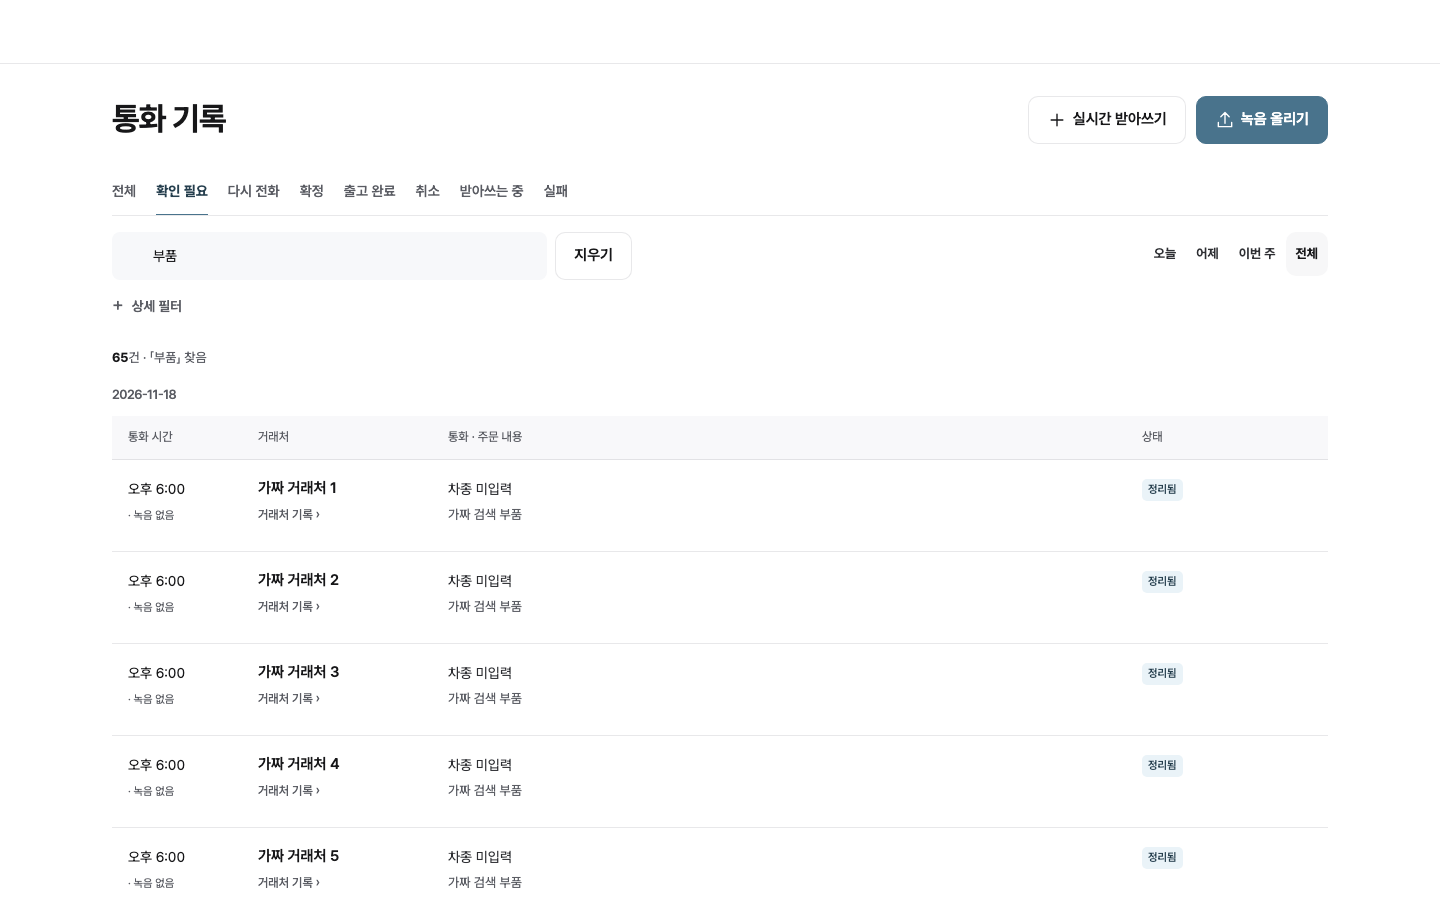 통화 기록
실시간 받아쓰기
녹음 올리기
전체 확인 필요 다시 전화 확정 출고 완료 취소 받아쓰는 중 실패
부품
지우기
오늘 어제 이번 주 전체
+ 상세 필터
65건 · 「부품」 찾음
2026-11-18
통화 시간 거래처 통화 · 주문 내용 상태
오후 6:00 가짜 거래처 1 차종 미입력 정리됨
· 녹음 없음 거래처 기록 › 가짜 검색 부품
오후 6:00 가짜 거래처 2 차종 미입력 정리됨
· 녹음 없음 거래처 기록 › 가짜 검색 부품
오후 6:00 가짜 거래처 3 차종 미입력 정리됨
· 녹음 없음 거래처 기록 › 가짜 검색 부품
오후 6:00 가짜 거래처 4 차종 미입력 정리됨
· 녹음 없음 거래처 기록 › 가짜 검색 부품
오후 6:00 가짜 거래처 5 차종 미입력 정리됨
· 녹음 없음 거래처 기록 › 가짜 검색 부품